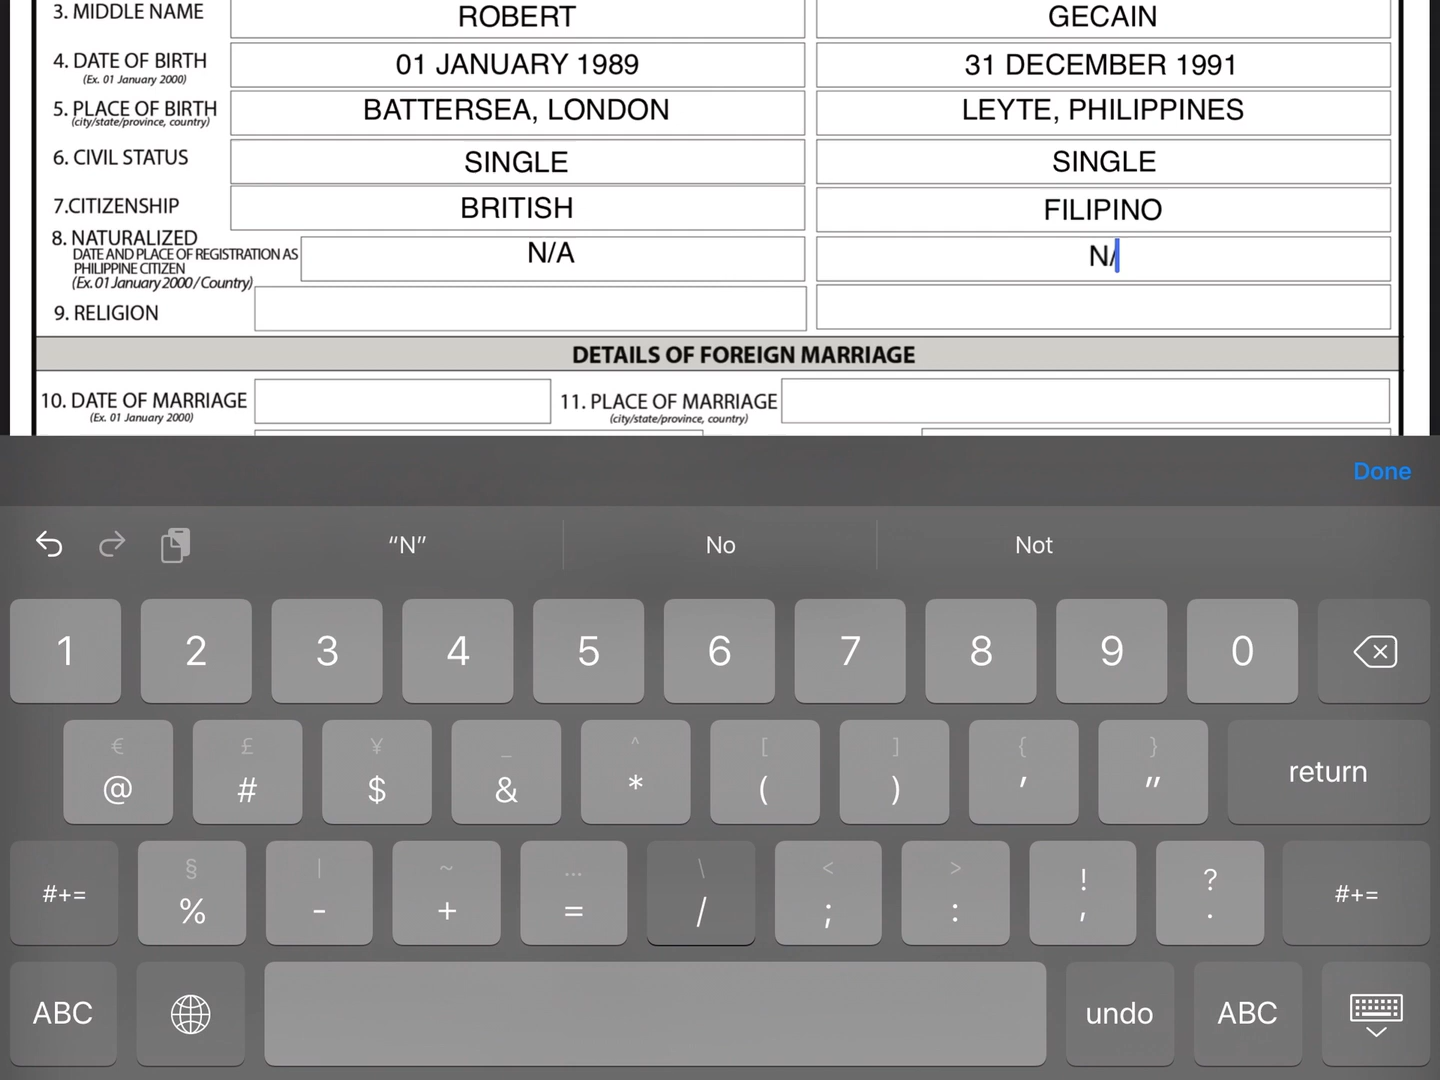 3. MIDDLE NAME ROBERT GECAIN
4. DATE OF BIRTH 01 JANUARY 1989 31 DECEMBER 1991
(Ex. 01 January 2000)
5. PLACE OF BIRTH BATTERSEA, LONDON LEYTE, PHILIPPINES
(city/state/province, country)
6. CIVIL STATUS SINGLE SINGLE
7.CITIZENSHIP BRITISH FILIPINO
8. NATURALIZED N/A N/
DATE AND PLACE OF REGISTRATION AS
PHILIPPINE CITIZEN
(Ex. 01 January 2000 / Country)
9. RELIGION
DETAILS OF FOREIGN MARRIAGE
10. DATE OF MARRIAGE 11. PLACE OF MARRIAGE
(Ex. 01 January 2000) (city/state/province, country)
Done
“N” No Not
1 2 3 4 5 6 7 8 9 0
€ £ ¥ _ ^ [ ] { }
@ # $ & * ( ) ' " return
§ | ~ … \ < > ! ?
#+= % - + = / ; : , . #+=
ABC undo ABC